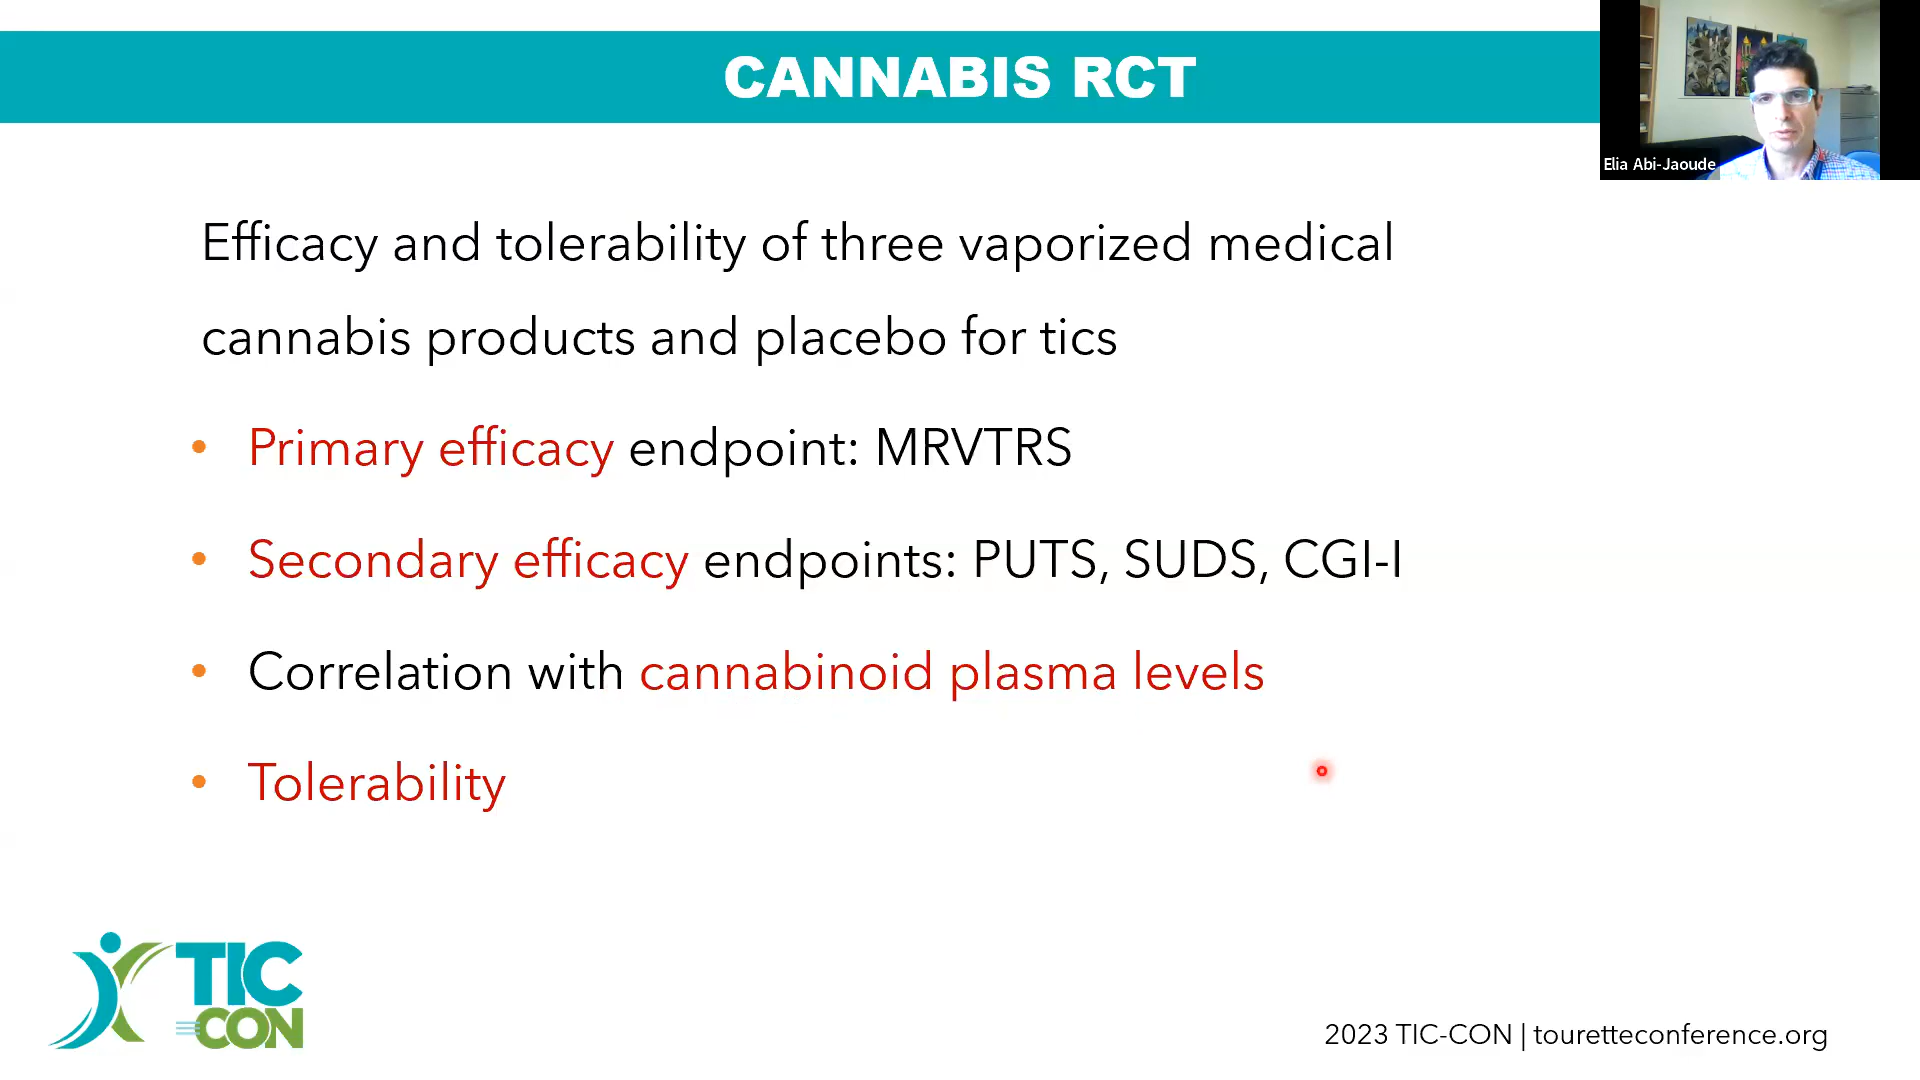 CANNABIS RCT
Elia Abi-Jaoude
Efficacy and tolerability of three vaporized medical
cannabis products and placebo for tics
• Primary efficacy endpoint: MRVTRS
• Secondary efficacy endpoints: PUTS, SUDS, CGI-I
• Correlation with cannabinoid plasma levels
• Tolerability
TIC
CON
2023 TIC-CON | touretteconference.org